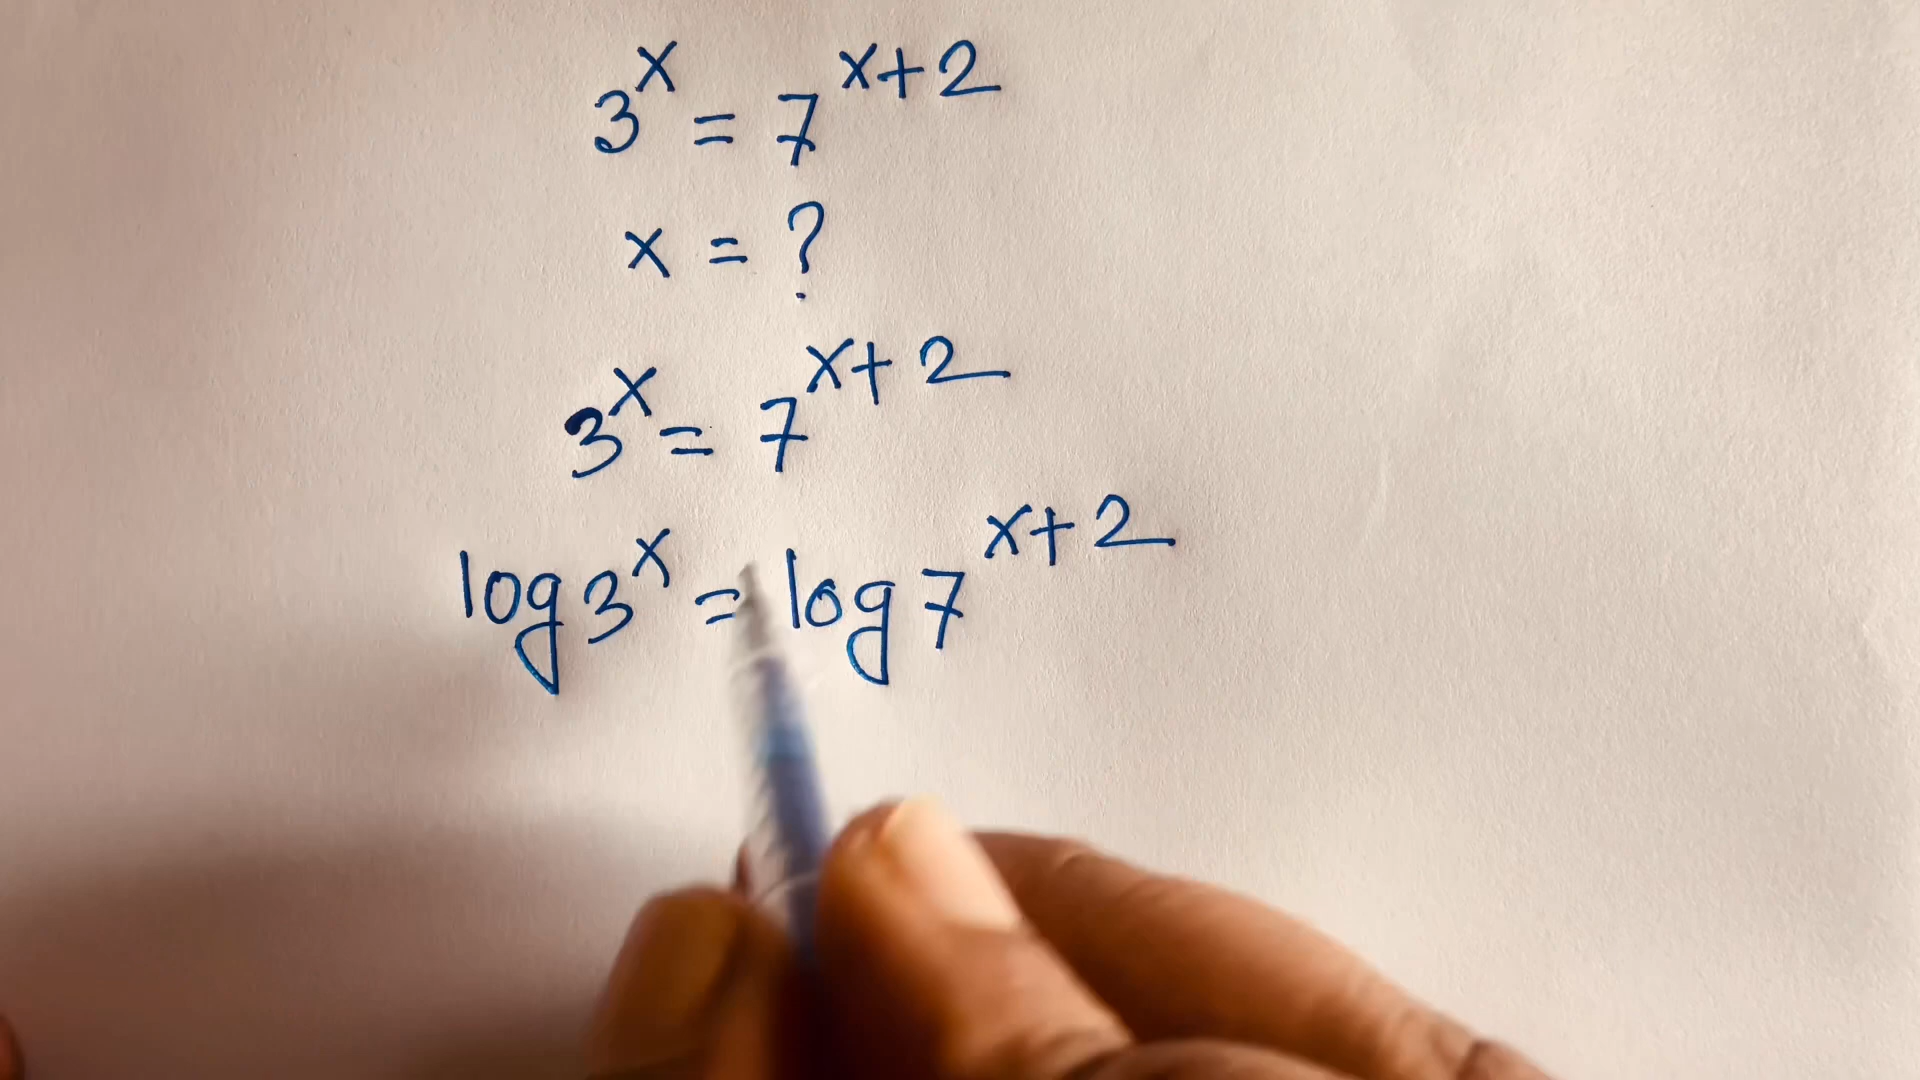 3^x = 7^{x+2}
x = ?
3^x = 7^{x+2}
log 3^x = log 7^{x+2}